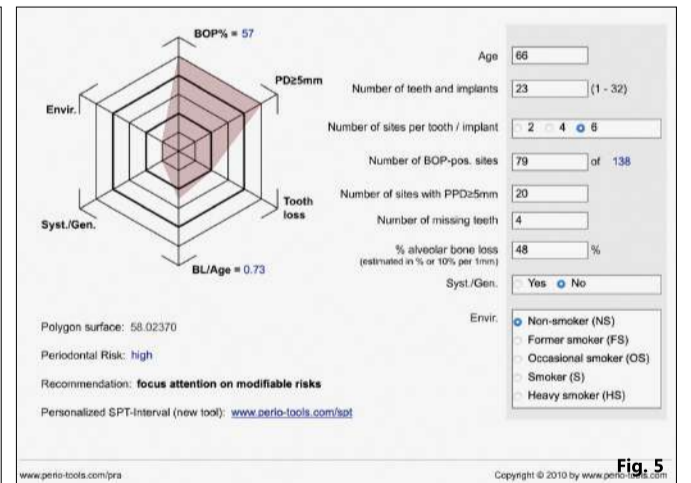 BOP% = 57
PD≥5mm
Envir.
Tooth
loss
Syst./Gen.
BL/Age = 0.73
Polygon surface: 58.02370
Periodontal Risk: high
Recommendation: focus attention on modifiable risks
Personalized SPT-Interval (new tool): www.perio-tools.com/spt
Age 66
Number of teeth and implants 23 (1 - 32)
Number of sites per tooth / implant 2 4 6
Number of BOP-pos. sites 79 of 138
Number of sites with PPD≥5mm 20
Number of missing teeth 4
% alveolar bone loss 48 %
(estimated in % or 10% per 1mm)
Syst./Gen. Yes No
Envir. Non-smoker (NS)
Former smoker (FS)
Occasional smoker (OS)
Smoker (S)
Heavy smoker (HS)
www.perio-tools.com/pra
Copyright © 2010 by www.perio-tools.com
Fig. 5